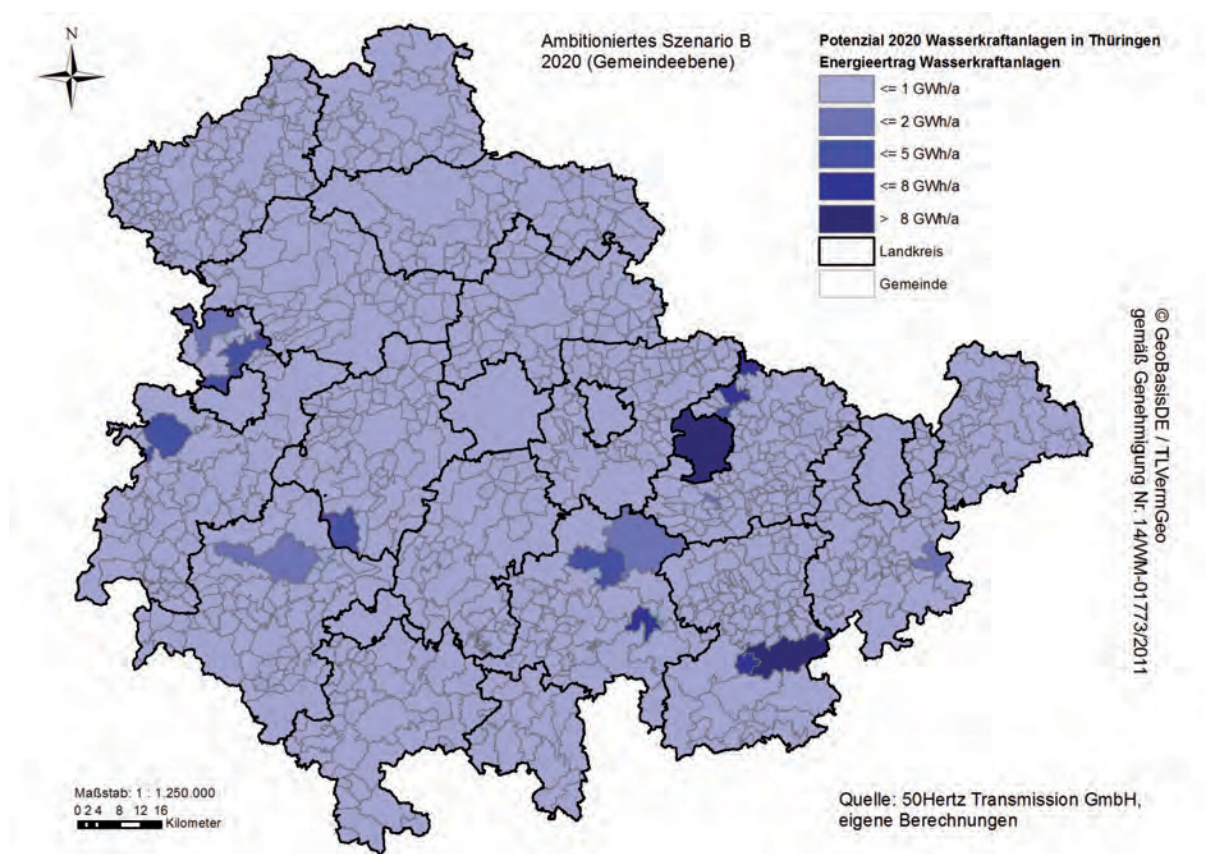 N
Ambitioniertes Szenario B
2020 (Gemeindeebene)
Potenzial 2020 Wasserkraftanlagen in Thüringen
Energieertrag Wasserkraftanlagen
<= 1 GWh/a
<= 2 GWh/a
<= 5 GWh/a
<= 8 GWh/a
> 8 GWh/a
Landkreis
Gemeinde
© GeoBasisDE / TLVermGeo
gemäß Genehmigung Nr. 14/WM-01773/2011
Maßstab: 1 : 1.250.000
0 2 4 8 12 16
Kilometer
Quelle: 50Hertz Transmission GmbH,
eigene Berechnungen